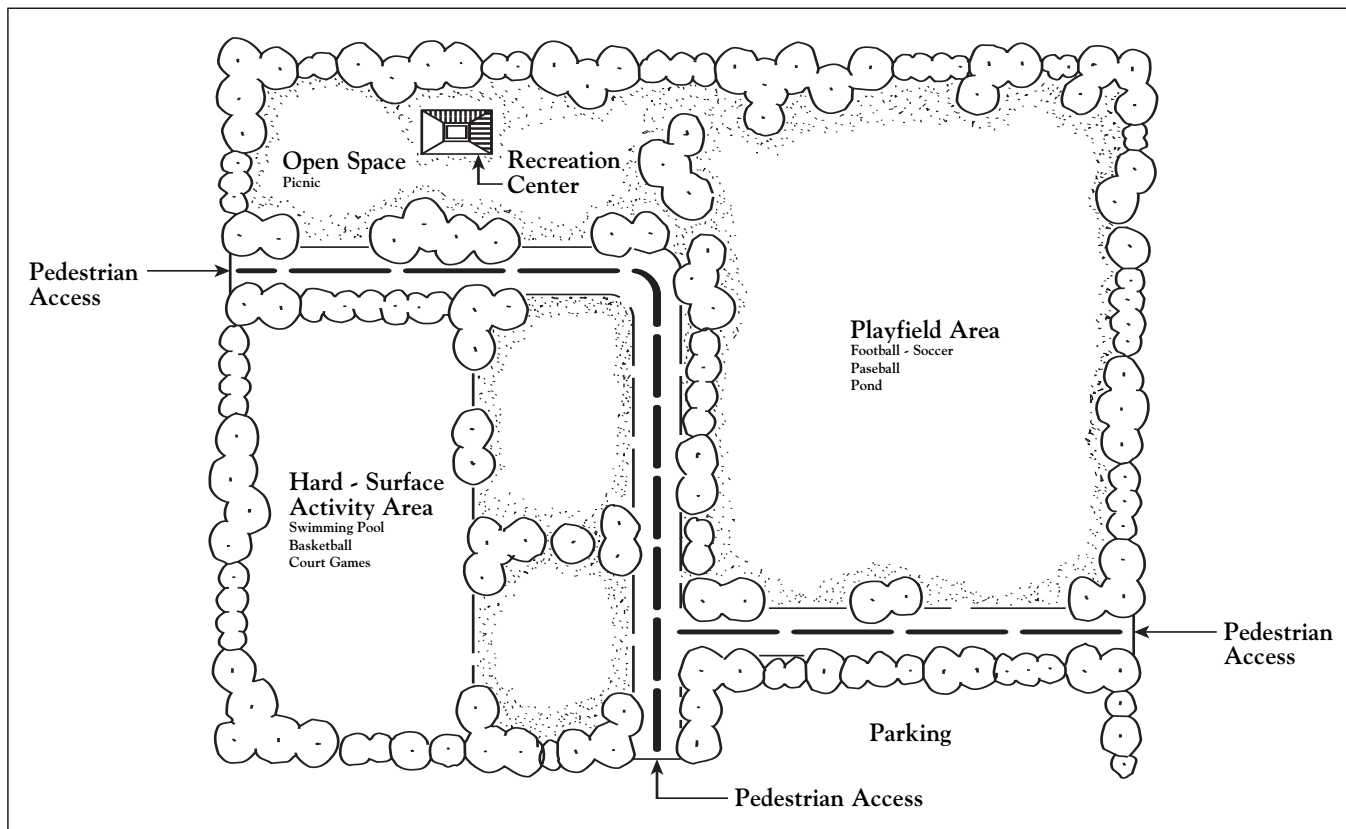 Open Space
Picnic
Recreation
Center
Pedestrian
Access
Playfield Area
Football - Soccer
Paseball
Pond
Hard - Surface
Activity Area
Swimming Pool
Basketball
Court Games
Pedestrian
Access
Parking
Pedestrian Access